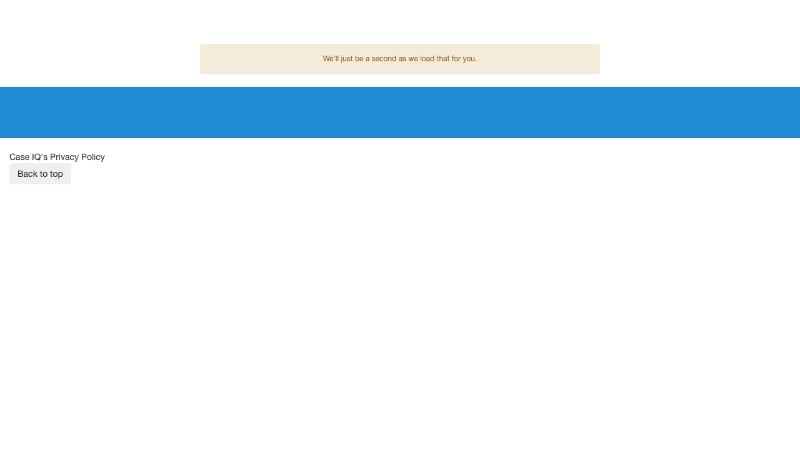 We'll just be a second as we load that for you.
Case IQ's Privacy Policy
Back to top